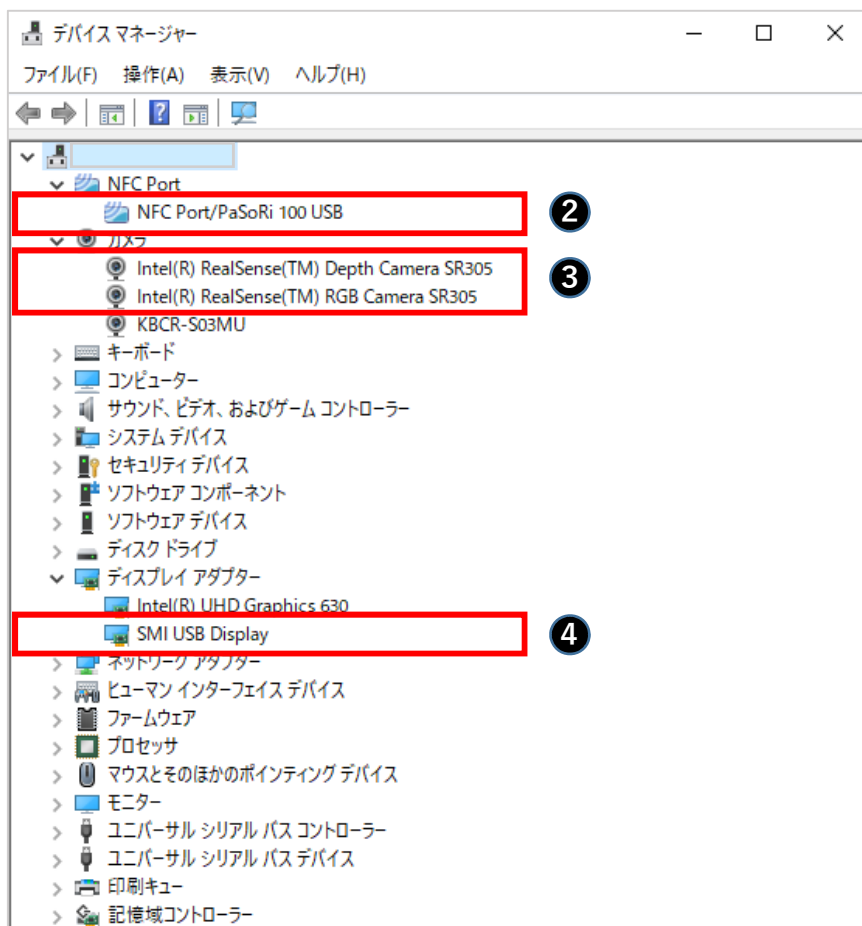 デバイス マネージャー
ファイル(F) 操作(A) 表示(V) ヘルプ(H)
NFC Port
NFC Port/PaSoRi 100 USB
2
カメラ
Intel(R) RealSense(TM) Depth Camera SR305
3
Intel(R) RealSense(TM) RGB Camera SR305
KBCR-S03MU
キーボード
コンピューター
サウンド、ビデオ、およびゲーム コントローラー
システム デバイス
セキュリティ デバイス
ソフトウェア コンポーネント
ソフトウェア デバイス
ディスク ドライブ
ディスプレイ アダプター
Intel(R) UHD Graphics 630
SMI USB Display
4
ネットワーク アダプター
ヒューマン インターフェイス デバイス
ファームウェア
プロセッサ
マウスとそのほかのポインティング デバイス
モニター
ユニバーサル シリアル バス コントローラー
ユニバーサル シリアル バス デバイス
印刷キュー
記憶域コントローラー